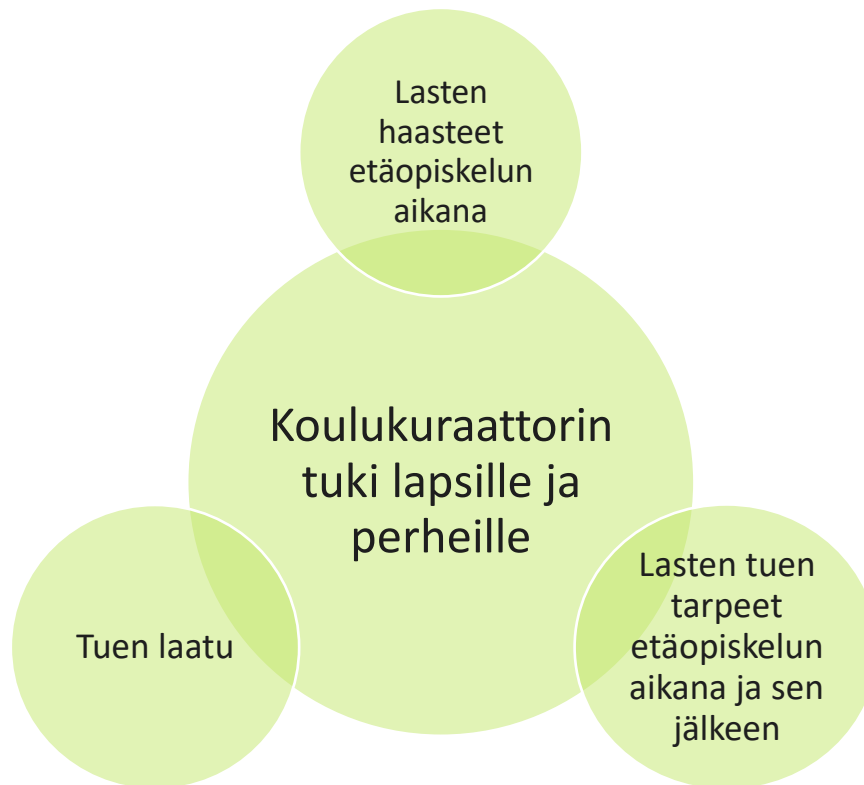 Lasten
haasteet
etäopiskelun
aikana
Koulukuraattorin
tuki lapsille ja
perheille
Tuen laatu
Lasten tuen
tarpeet
etäopiskelun
aikana ja sen
jälkeen